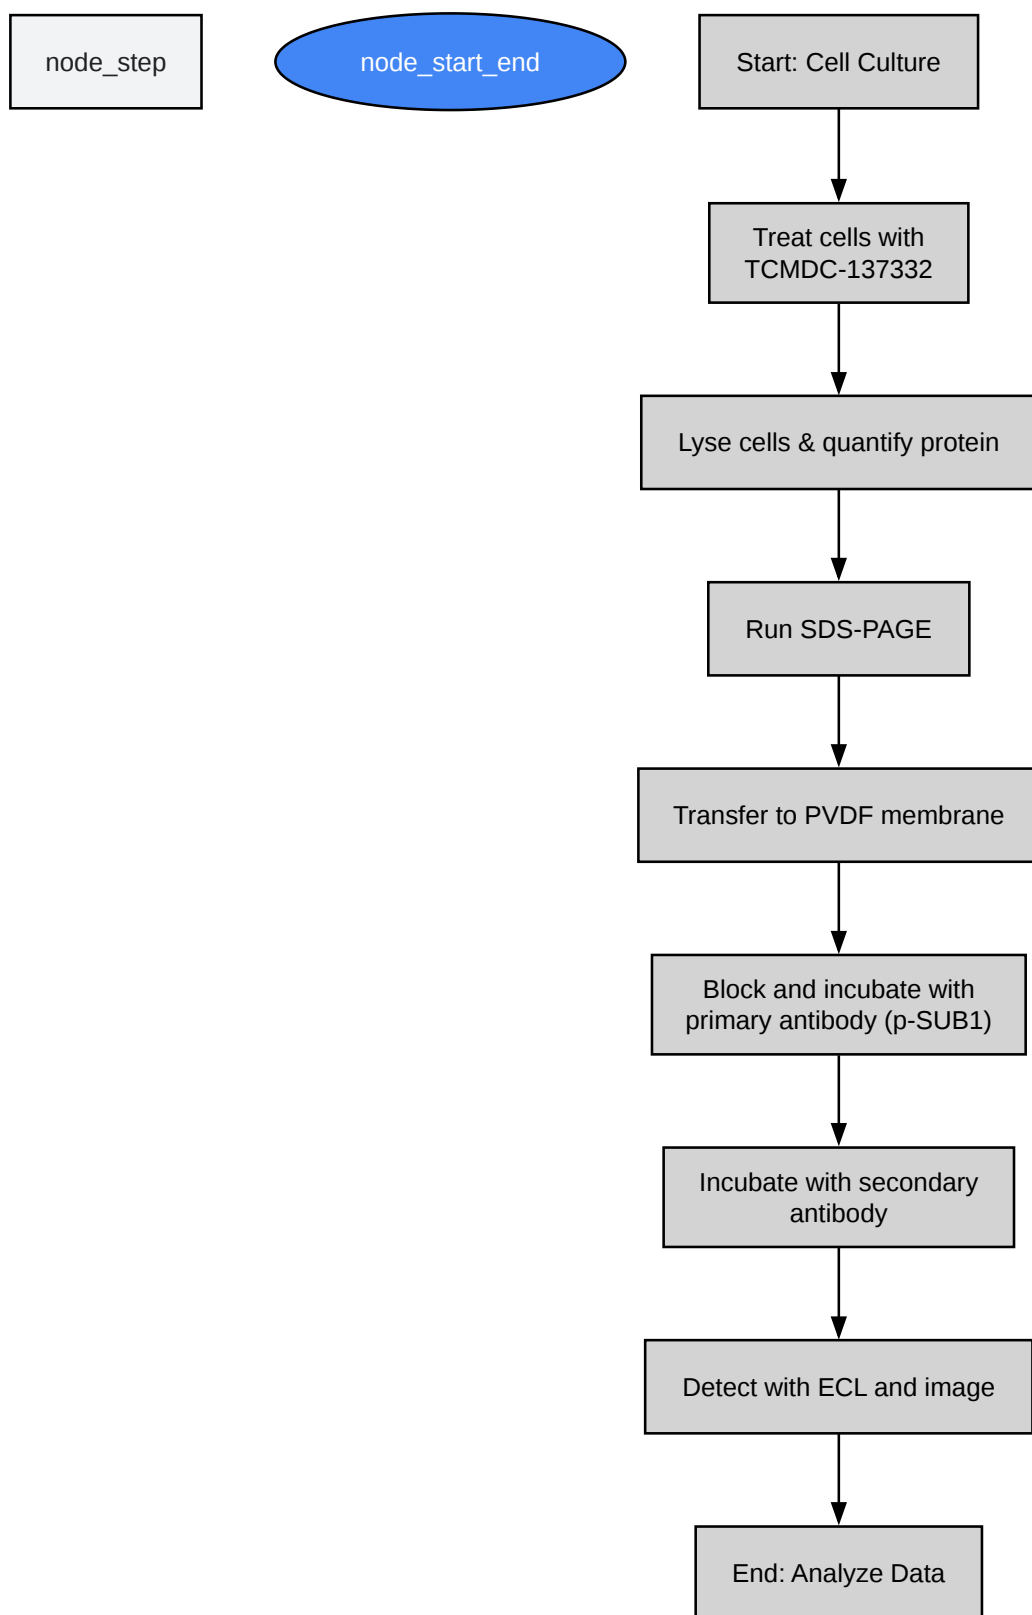 node_step
node_start_end
Start: Cell Culture
Treat cells with
TCMDC-137332
Lyse cells & quantify protein
Run SDS-PAGE
Transfer to PVDF membrane
Block and incubate with
primary antibody (p-SUB1)
Incubate with secondary
antibody
Detect with ECL and image
End: Analyze Data